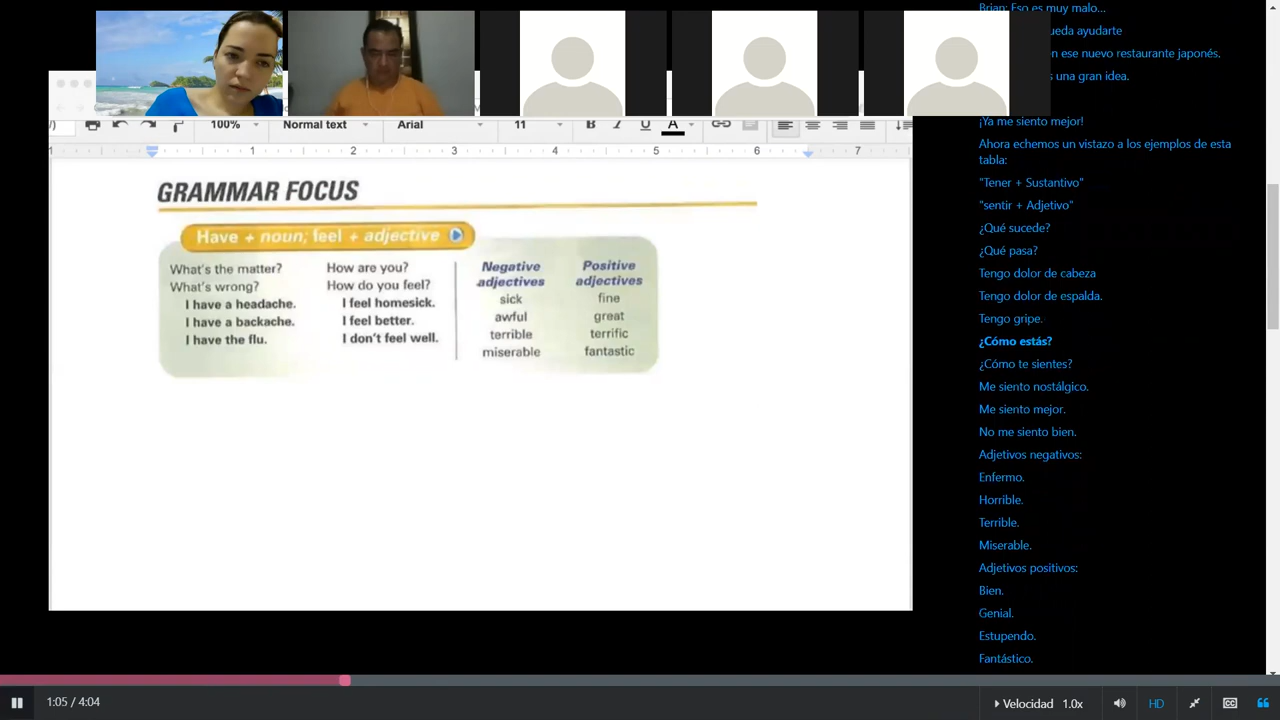 Brian: Eso es muy malo...
ueda ayudarte
n ese nuevo restaurante japonés.
s una gran idea.
¡Ya me siento mejor!
Ahora echemos un vistazo a los ejemplos de esta
tabla:
"Tener + Sustantivo"
"sentir + Adjetivo"
¿Qué sucede?
¿Qué pasa?
Tengo dolor de cabeza
Tengo dolor de espalda.
Tengo gripe.
¿Cómo estás?
¿Cómo te sientes?
Me siento nostálgico.
Me siento mejor.
No me siento bien.
Adjetivos negativos:
Enfermo.
Horrible.
Terrible.
Miserable.
Adjetivos positivos:
Bien.
Genial.
Estupendo.
Fantástico.
100% Normal text Arial 11 B I U A
1 1 2 3 4 5 6 7
GRAMMAR FOCUS
Have + noun; feel + adjective
What's the matter?
What's wrong?
I have a headache.
I have a backache.
I have the flu.
How are you?
How do you feel?
I feel homesick.
I feel better.
I don't feel well.
Negative
adjectives
sick
awful
terrible
miserable
Positive
adjectives
fine
great
terrific
fantastic
1:05 / 4:04
Velocidad 1.0x
HD
CC